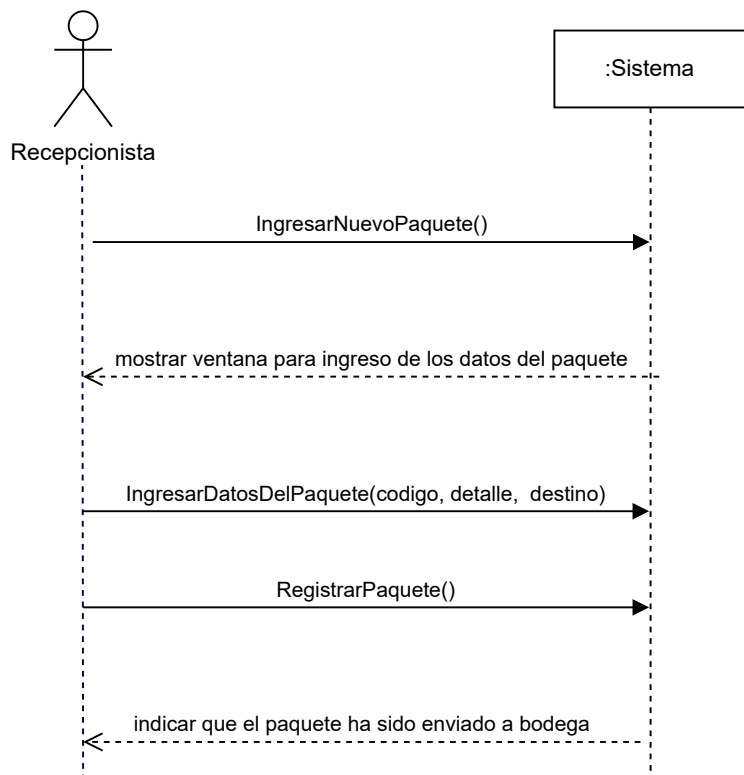 :Sistema
Recepcionista
IngresarNuevoPaquete()
mostrar ventana para ingreso de los datos del paquete
IngresarDatosDelPaquete(codigo, detalle,  destino)
RegistrarPaquete()
indicar que el paquete ha sido enviado a bodega